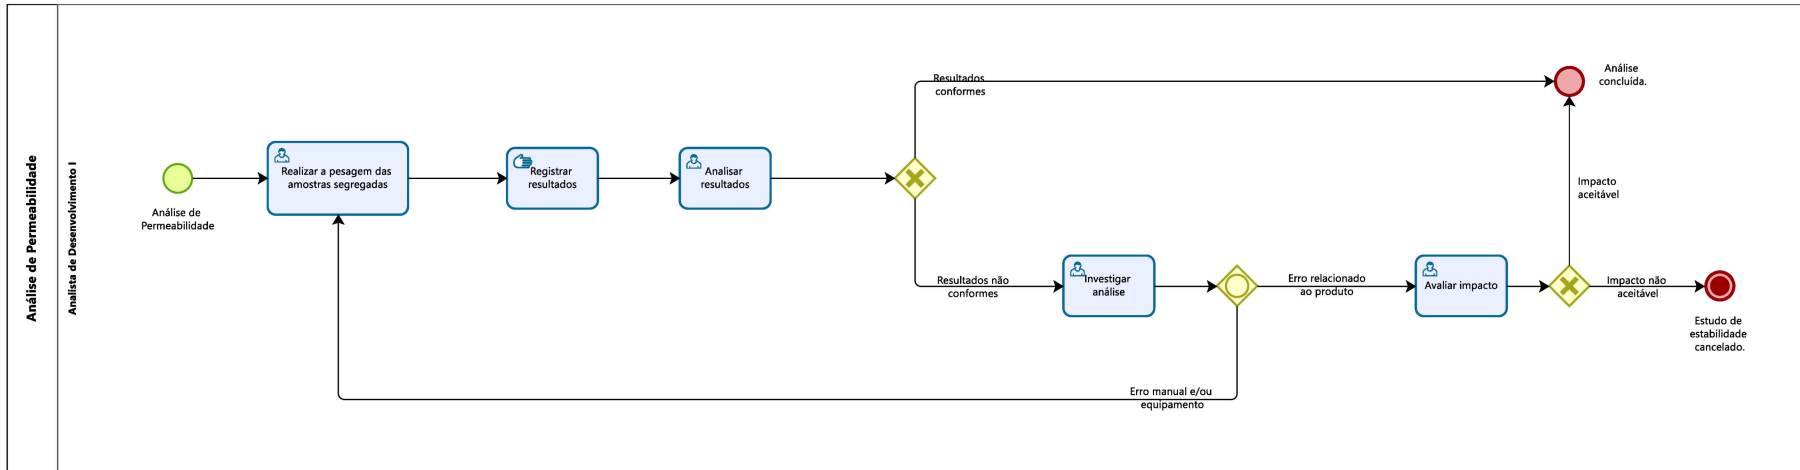 Análise de Permeabilidade
Analista de Desenvolvimento I
Análise de
Permeabilidade
Realizar a pesagem das
amostras segregadas
Registrar
resultados
Analisar
resultados
Resultados
conformes
Análise
concluída.
Resultados não
conformes
Investigar
análise
Erro relacionado
ao produto
Erro manual e/ou
equipamento
Avaliar impacto
Impacto
aceitável
Impacto não
aceitável
Estudo de
estabilidade
cancelado.